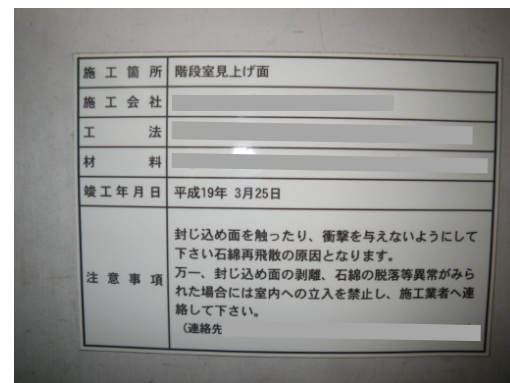 施工箇所 階段室見上げ面
施工会社
工法
材料
竣工年月日 平成19年 3月25日
注意事項
封じ込め面を触ったり、衝撃を与えないようにして
下さい石綿再飛散の原因となります。
万一、封じ込め面の剥離、石綿の脱落等異常がみら
れた場合には室内への立入を禁止し、施工業者へ連
絡して下さい。
(連絡先